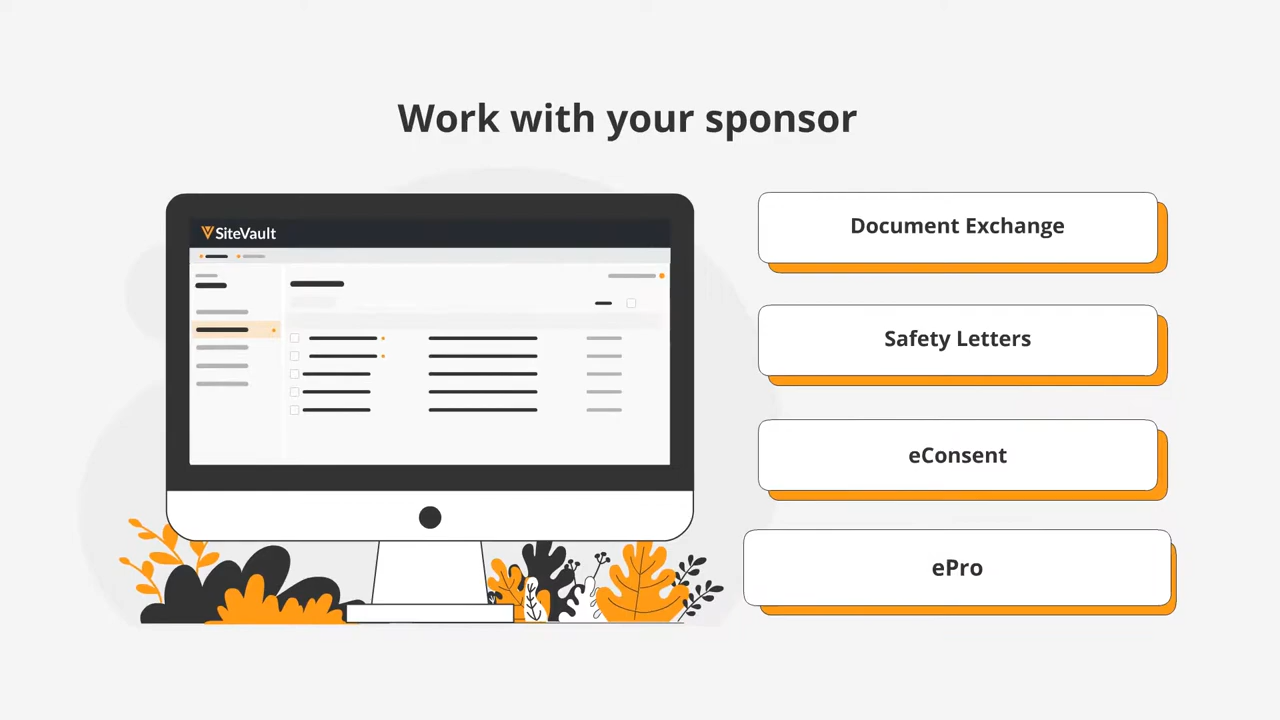 Work with your sponsor
SiteVault
Document Exchange
Safety Letters
eConsent
ePro